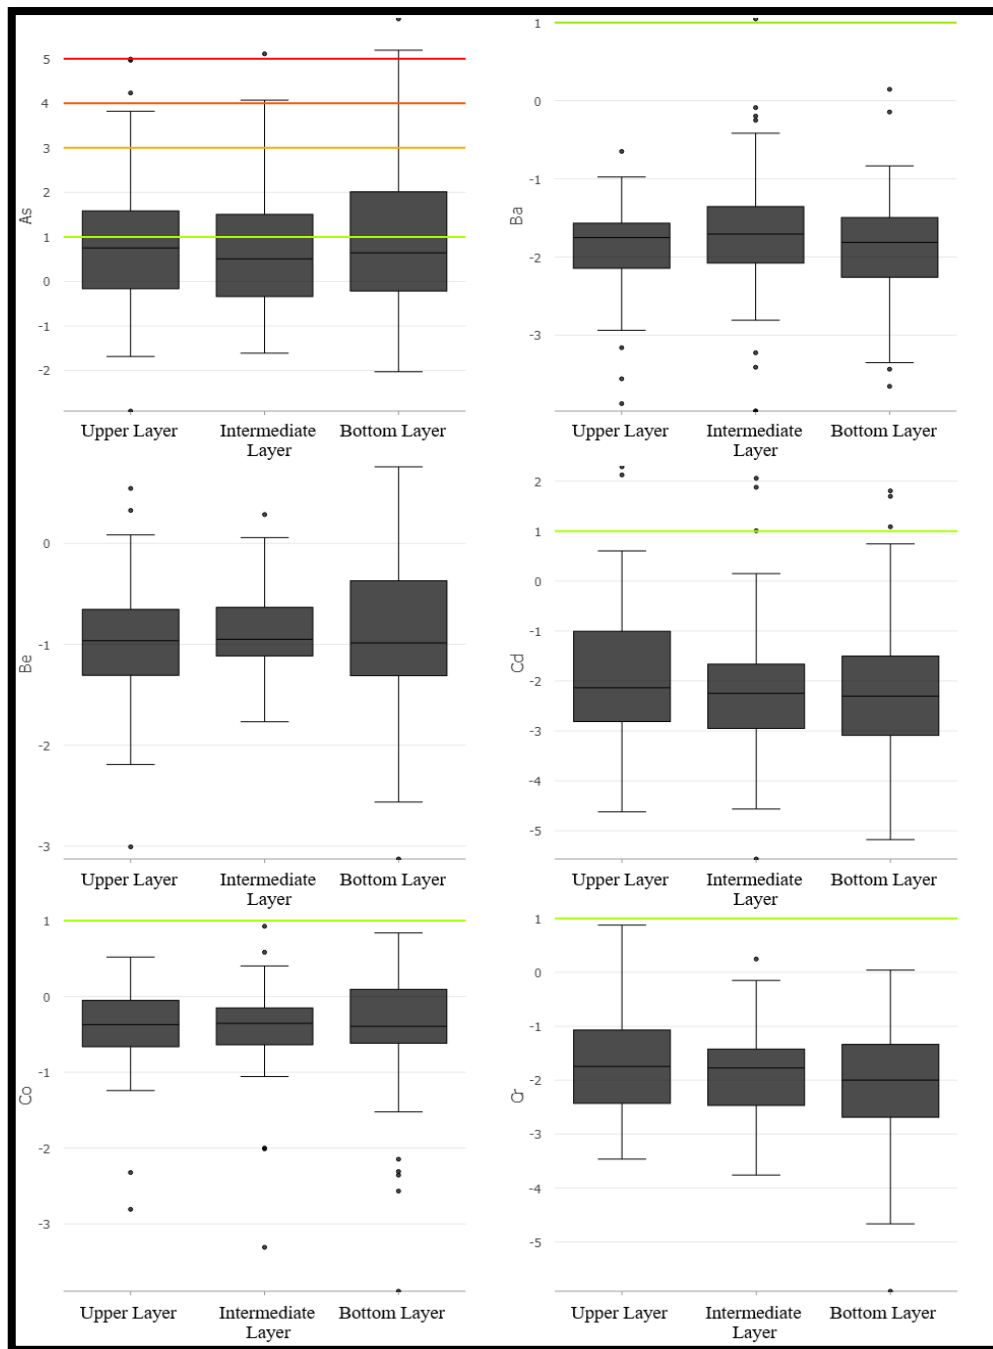 5
4
3
2
1
0
-1
-2
As
Upper Layer
Intermediate
Layer
Bottom Layer
1
0
-1
-2
-3
Ba
Upper Layer
Intermediate
Layer
Bottom Layer
0
-1
-2
-3
Be
Upper Layer
Intermediate
Layer
Bottom Layer
2
1
0
-1
-2
-3
-4
-5
Cd
Upper Layer
Intermediate
Layer
Bottom Layer
1
0
-1
-2
-3
Co
Upper Layer
Intermediate
Layer
Bottom Layer
1
0
-1
-2
-3
-4
-5
Cr
Upper Layer
Intermediate
Layer
Bottom Layer